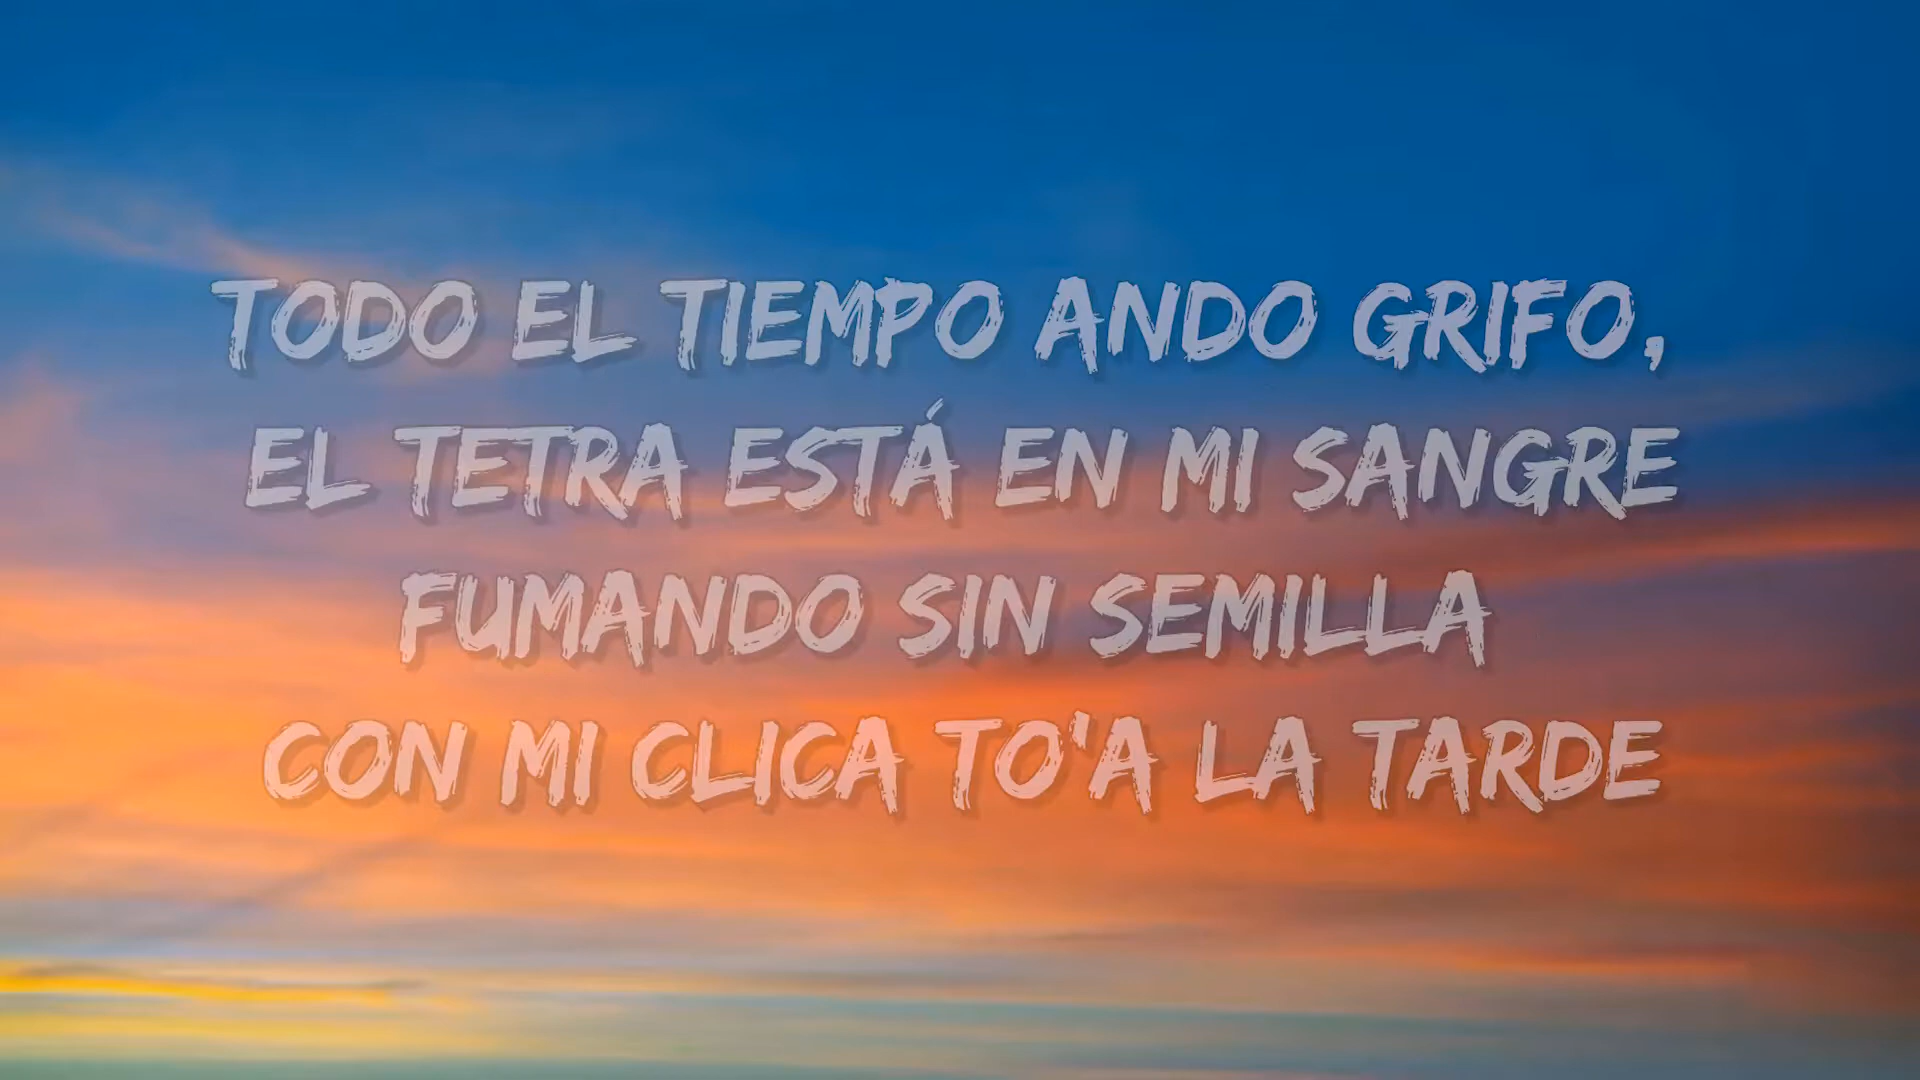 TODO EL TIEMPO ANDO GRIFO,
EL TETRA ESTÁ EN MI SANGRE
FUMANDO SIN SEMILLA
CON MI CLICA TO'A LA TARDE